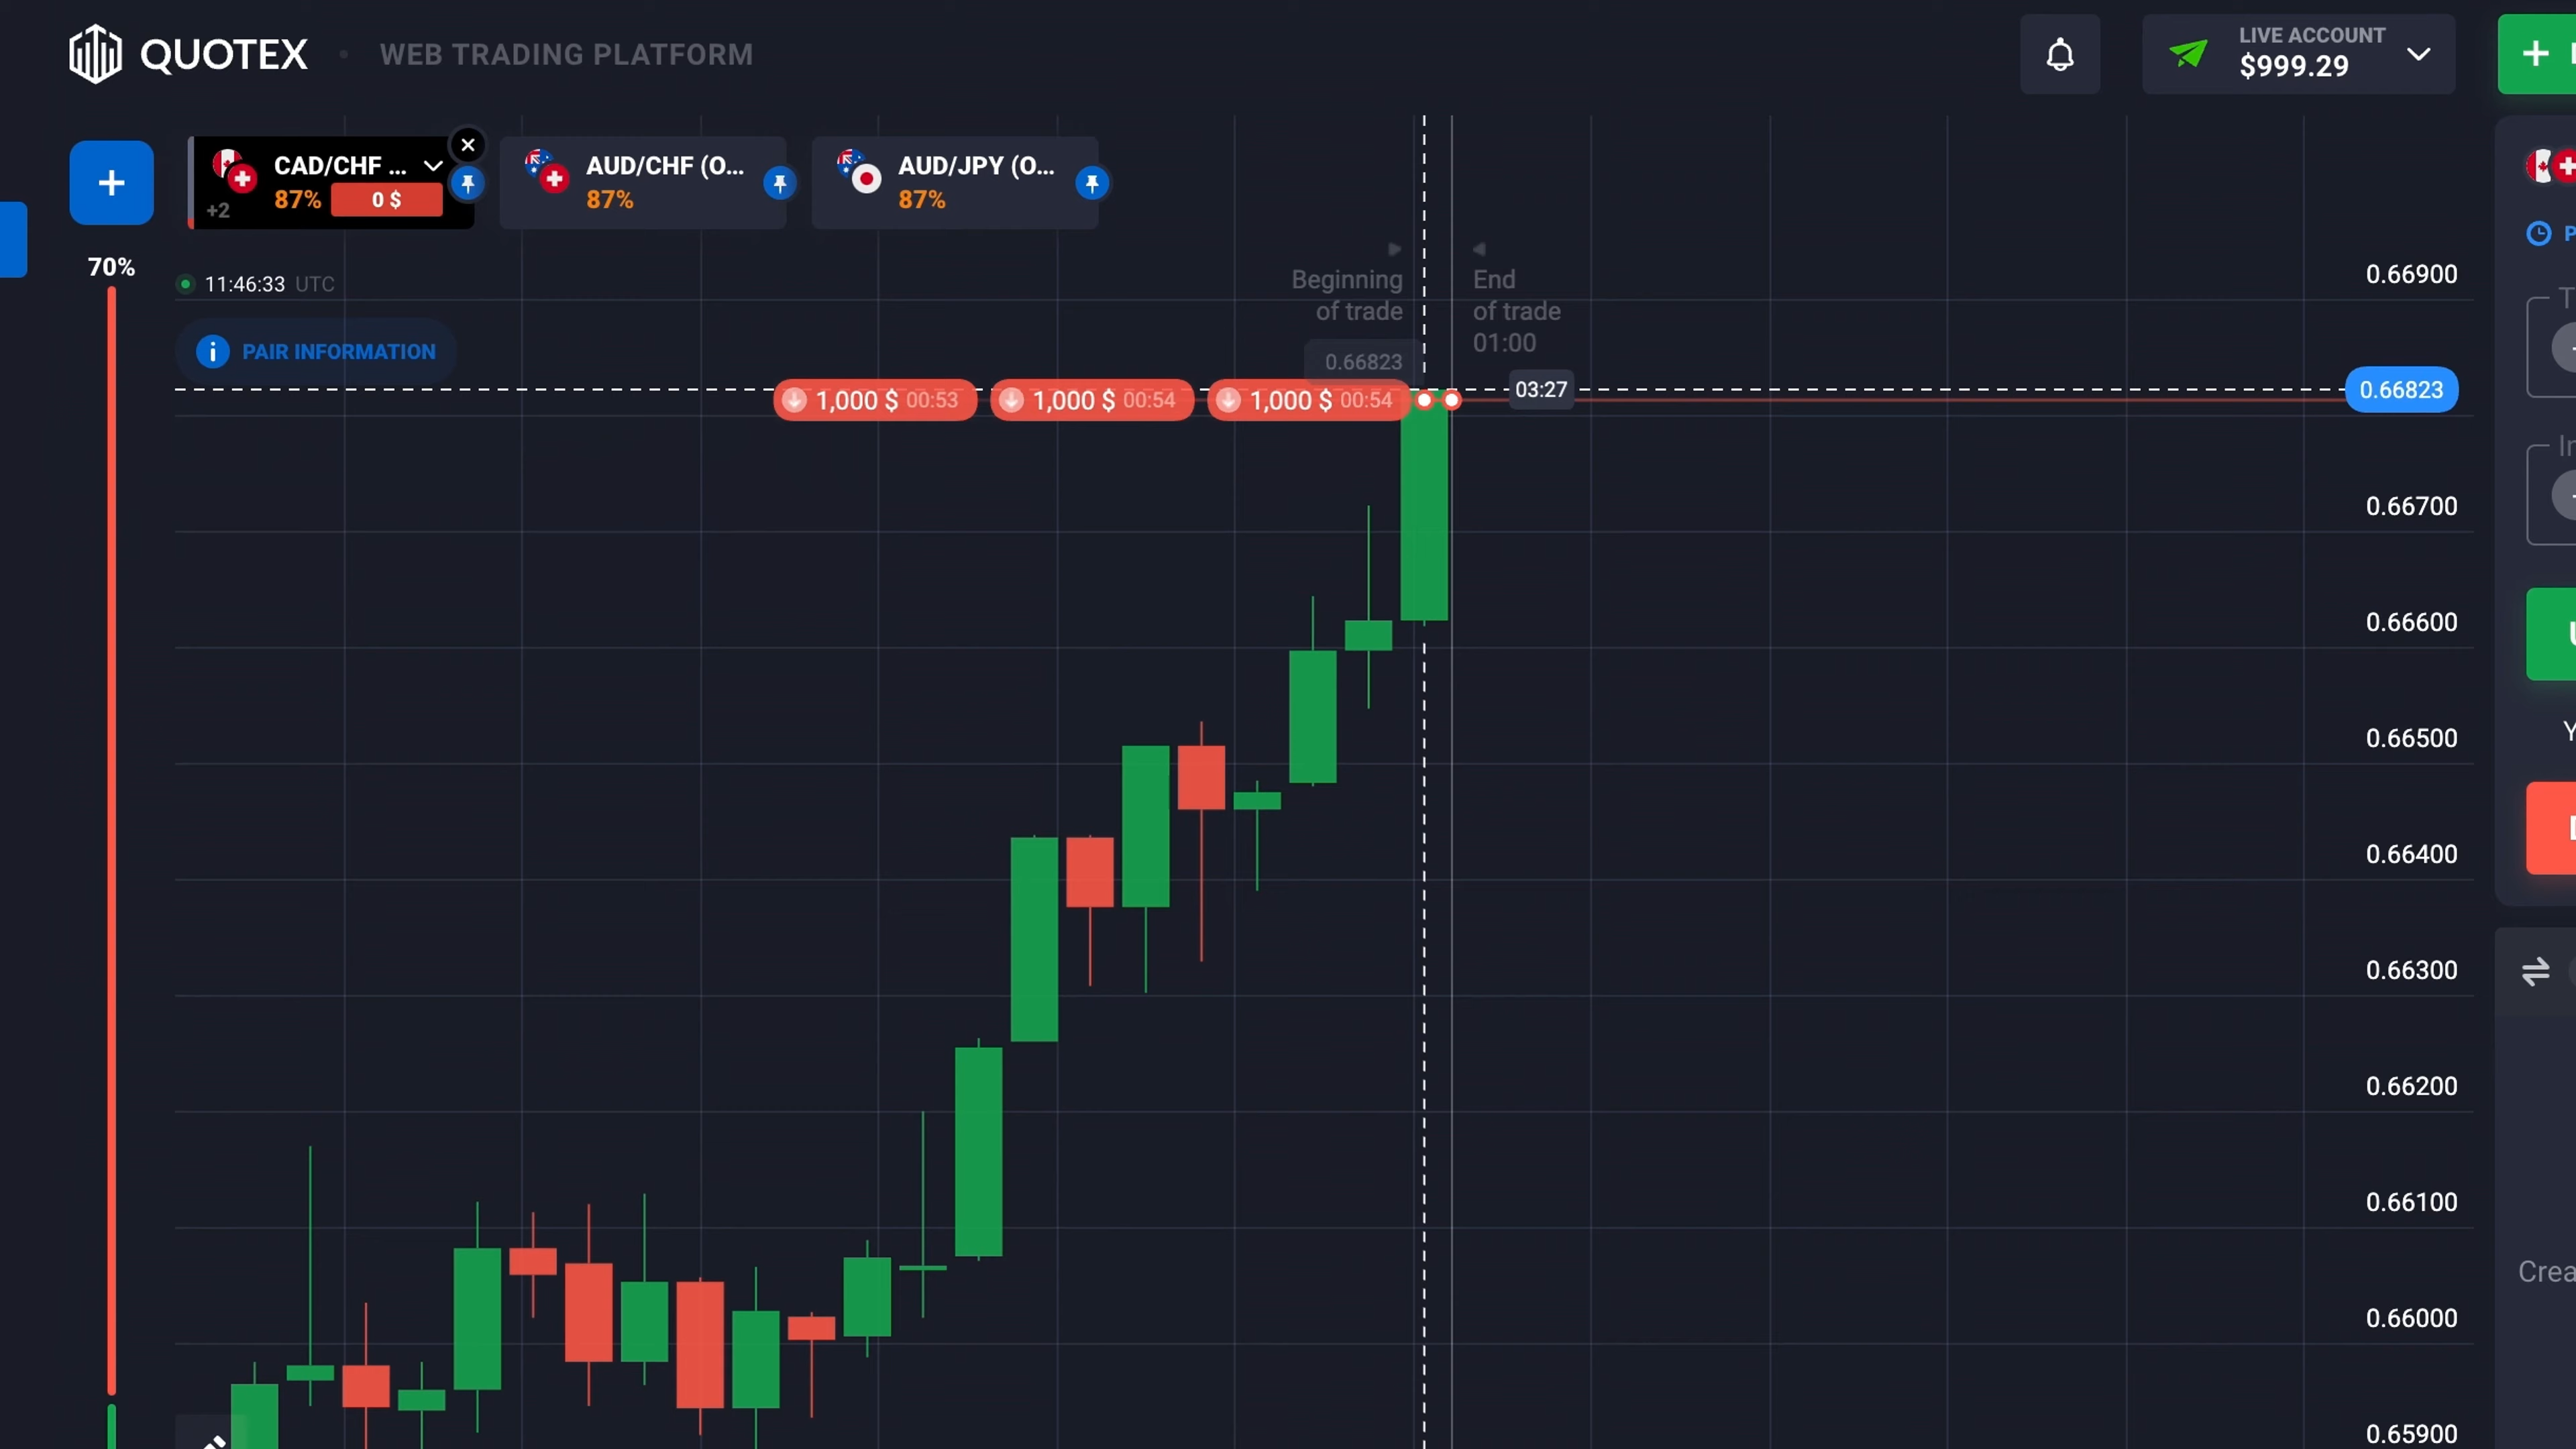 QUOTEX
WEB TRADING PLATFORM
LIVE ACCOUNT
$999.29
CAD/CHF ...
87%
0 $
+2
AUD/CHF (O...
87%
AUD/JPY (O...
87%
70%
11:46:33 UTC
PAIR INFORMATION
Beginning
of trade
0.66823
End
of trade
01:00
1,000 $ 00:53
1,000 $ 00:54
1,000 $ 00:54
03:27
0.66900
0.66823
0.66700
0.66600
0.66500
0.66400
0.66300
0.66200
0.66100
0.66000
0.65900
Crea